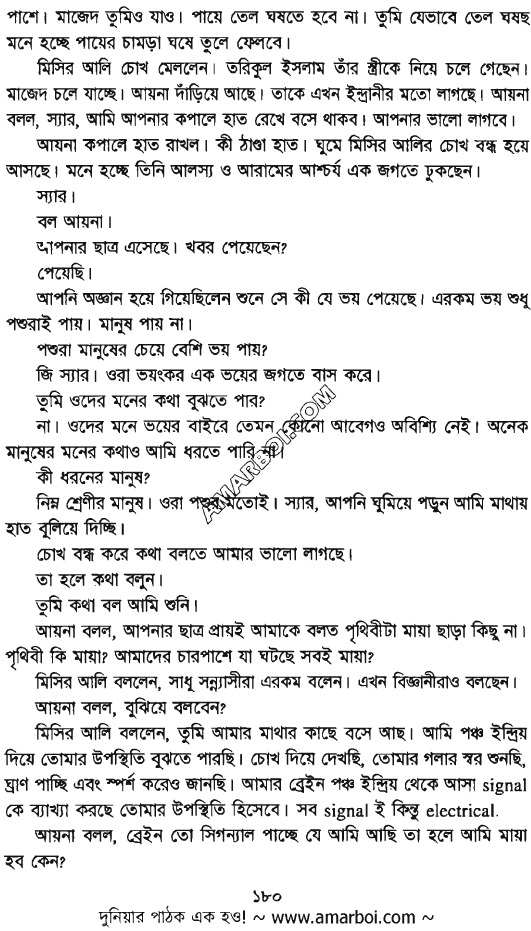 পাশে। মাজেদ তুমিও যাও। পায়ে তেল ঘষতে হবে না। তুমি যেভাবে তেল ঘষছ
মনে হচ্ছে পায়ের চামড়া ঘষে তুলে ফেলবে।
মিসির আলি চোখ মেললেন। তরিকুল ইসলাম তাঁর স্ত্রীকে নিয়ে চলে গেছেন।
মাজেদ চলে যাচ্ছে। আয়না দাঁড়িয়ে আছে। তাকে এখন ইন্দ্রানীর মতো লাগছে। আয়না
বলল, স্যার, আমি আপনার কপালে হাত রেখে বসে থাকব। আপনার ভালো লাগবে।
আয়না কপালে হাত রাখল। কী ঠাণ্ডা হাত। ঘুমে মিসির আলির চোখ বন্ধ হয়ে
আসছে। মনে হচ্ছে তিনি আলস্য ও আরামের আশ্চর্য এক জগতে ঢুকছেন।
স্যার।
বল আয়না।
আপনার ছাত্র এসেছে। খবর পেয়েছেন?
পেয়েছি।
আপনি অজ্ঞান হয়ে গিয়েছিলেন শুনে সে কী যে ভয় পেয়েছে। এরকম ভয় শুধু
পশুরাই পায়। মানুষ পায় না।
পশুরা মানুষের চেয়ে বেশি ভয় পায়?
জি স্যার। ওরা ভয়ংকর এক ভয়ের জগতে বাস করে।
তুমি ওদের মনের কথা বুঝতে পার?
না। ওদের মনে ভয়ের বাইরে তেমন কোনো আবেগও অবিশ্যি নেই। অনেক
মানুষের মনের কথাও আমি ধরতে পারি না।
কী ধরনের মানুষ?
নিম্ন শ্রেণীর মানুষ। ওরা পশুর মতোই। স্যার, আপনি ঘুমিয়ে পড়ুন আমি মাথায়
হাত বুলিয়ে দিচ্ছি।
চোখ বন্ধ করে কথা বলতে আমার ভালো লাগছে।
তা হলে কথা বলুন।
তুমি কথা বল আমি শুনি।
আয়না বলল, আপনার ছাত্র প্রায়ই আমাকে বলত পৃথিবীটা মায়া ছাড়া কিছু না।
পৃথিবী কি মায়া? আমাদের চারপাশে যা ঘটছে সবই মায়া?
মিসির আলি বললেন, সাধু সন্ন্যাসীরা এরকম বলেন। এখন বিজ্ঞানীরাও বলছেন।
আয়না বলল, বুঝিয়ে বলবেন?
মিসির আলি বললেন, তুমি আমার মাথার কাছে বসে আছ। আমি পঞ্চ ইন্দ্রিয়
দিয়ে তোমার উপস্থিতি বুঝতে পারছি। চোখ দিয়ে দেখছি, তোমার গলার স্বর শুনছি,
ঘ্রাণ পাচ্ছি এবং স্পর্শ করেও জানছি। আমার ব্রেইন পঞ্চ ইন্দ্রিয় থেকে আসা signal
কে ব্যাখ্যা করছে তোমার উপস্থিতি হিসেবে। সব signal ই কিন্তু electrical.
আয়না বলল, ব্রেইন তো সিগন্যাল পাচ্ছে যে আমি আছি তা হলে আমি মায়া
হব কেন?
১৮০
দুনিয়ার পাঠক এক হও! ~ www.amarboi.com ~
AMARBOI.COM